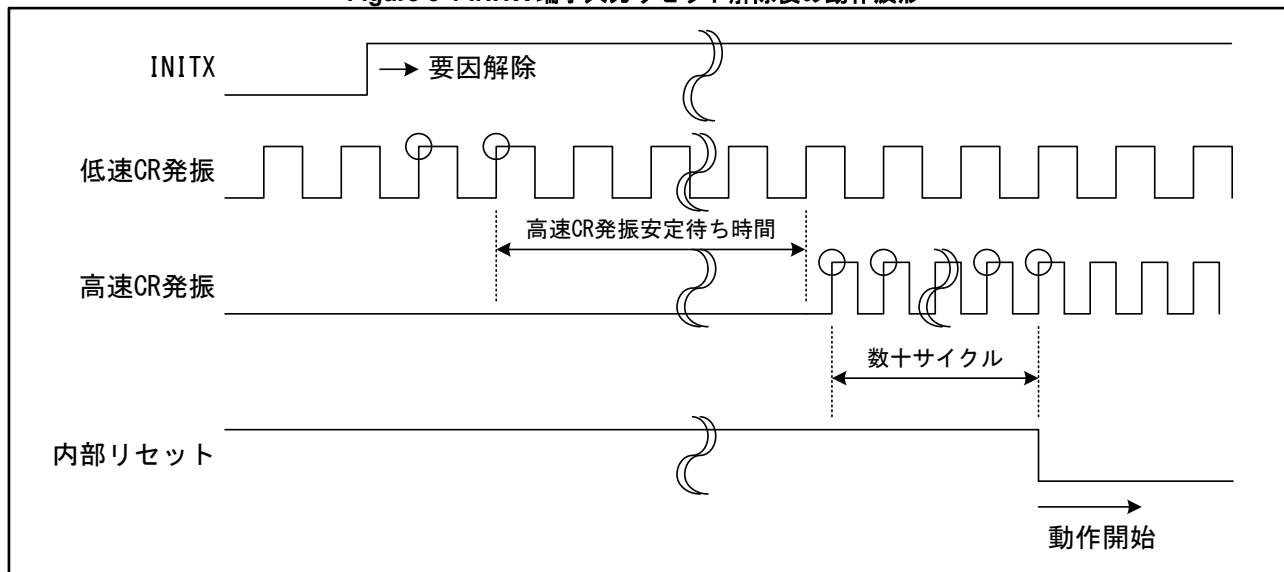 INITX
要因解除
低速CR発振
高速CR発振安定待ち時間
高速CR発振
数十サイクル
内部リセット
動作開始